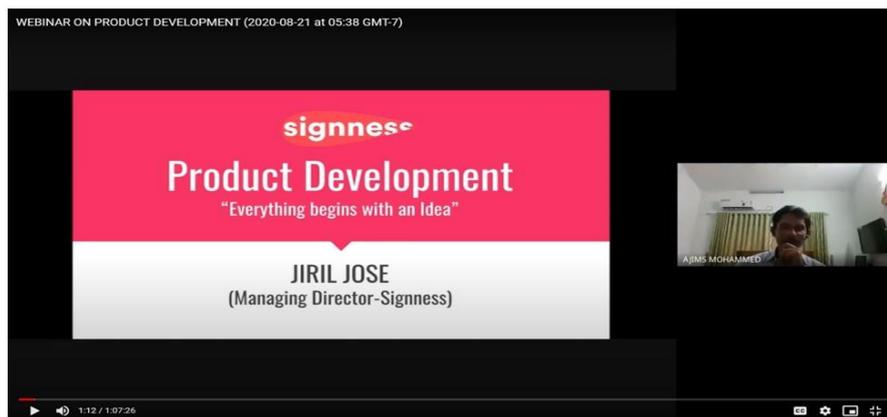 WEBINAR ON PRODUCT DEVELOPMENT (2020-08-21 at 05:38 GMT-7)
signness
Product Development
“Everything begins with an Idea”
JIRIL JOSE
(Managing Director-Signness)
AJIMS MOHAMMED
1:12 / 1:07:26
CC